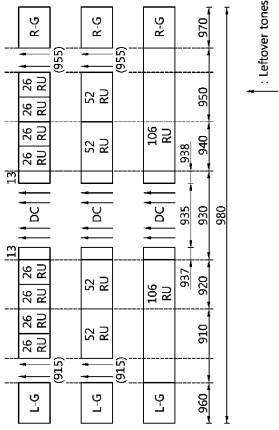 13
13
L-G
(915)
26
RU
26
RU
26
RU
26
RU
DC
26
RU
26
RU
26
RU
26
RU
(955)
R-G
L-G
(915)
52
RU
52
RU
DC
52
RU
52
RU
(955)
R-G
L-G
106
RU
DC
106
RU
R-G
937
935
938
960
910
920
930
940
950
970
980
: Leftover tones